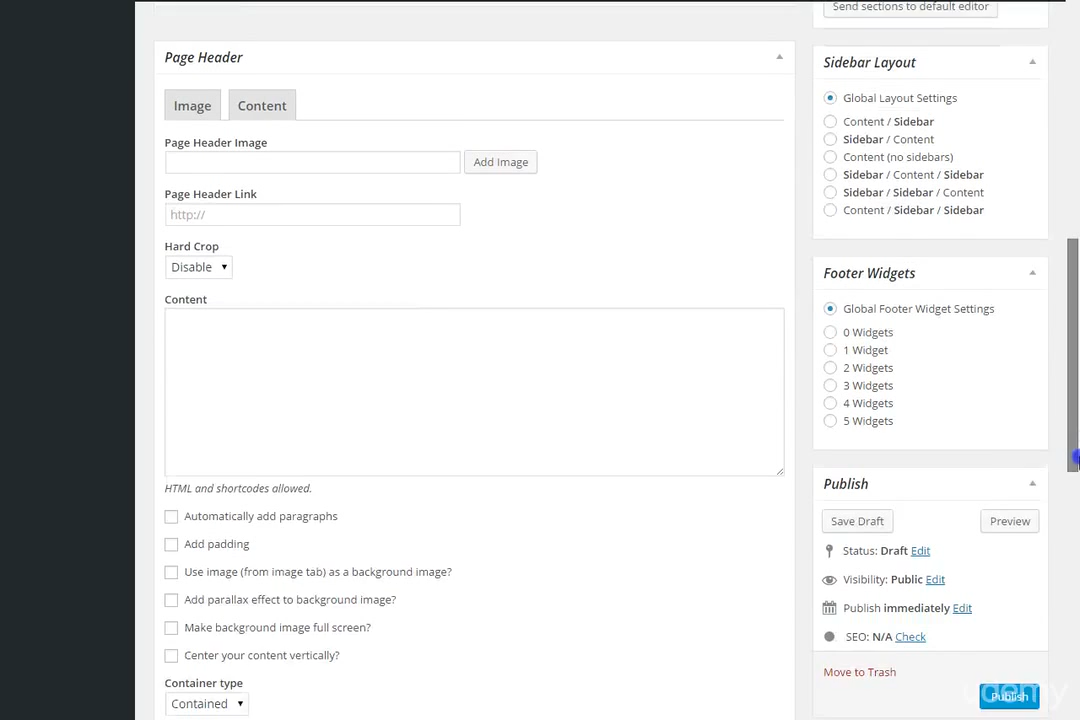 Send sections to default editor
Page Header
Image
Content
Page Header Image
Add Image
Page Header Link
http://
Hard Crop
Disable
Content
HTML and shortcodes allowed.
Automatically add paragraphs
Add padding
Use image (from image tab) as a background image?
Add parallax effect to background image?
Make background image full screen?
Center your content vertically?
Container type
Contained
Sidebar Layout
Global Layout Settings
Content / Sidebar
Sidebar / Content
Content (no sidebars)
Sidebar / Content / Sidebar
Sidebar / Sidebar / Content
Content / Sidebar / Sidebar
Footer Widgets
Global Footer Widget Settings
0 Widgets
1 Widget
2 Widgets
3 Widgets
4 Widgets
5 Widgets
Publish
Save Draft
Preview
Status: Draft Edit
Visibility: Public Edit
Publish immediately Edit
SEO: N/A Check
Move to Trash
Publish
udemy